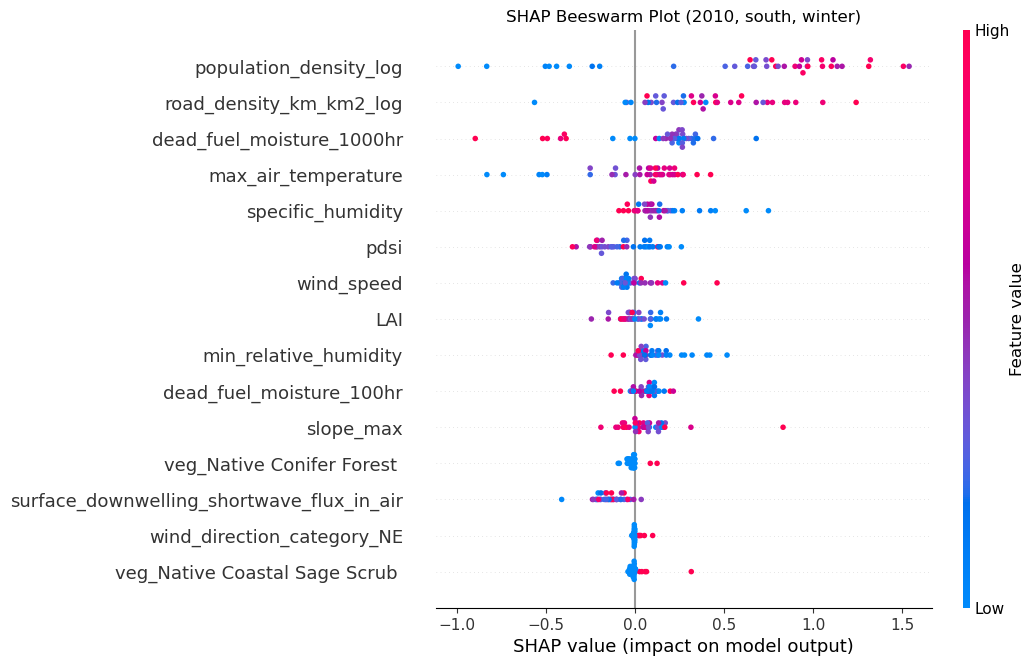 SHAP Beeswarm Plot (2010, south, winter)
High
population_density_log
road_density_km_km2_log
dead_fuel_moisture_1000hr
max_air_temperature
specific_humidity
pdsi
wind_speed
LAI
min_relative_humidity
dead_fuel_moisture_100hr
slope_max
veg_Native Conifer Forest
surface_downwelling_shortwave_flux_in_air
wind_direction_category_NE
veg_Native Coastal Sage Scrub
Feature value
Low
−1.0 −0.5 0.0 0.5 1.0 1.5
SHAP value (impact on model output)